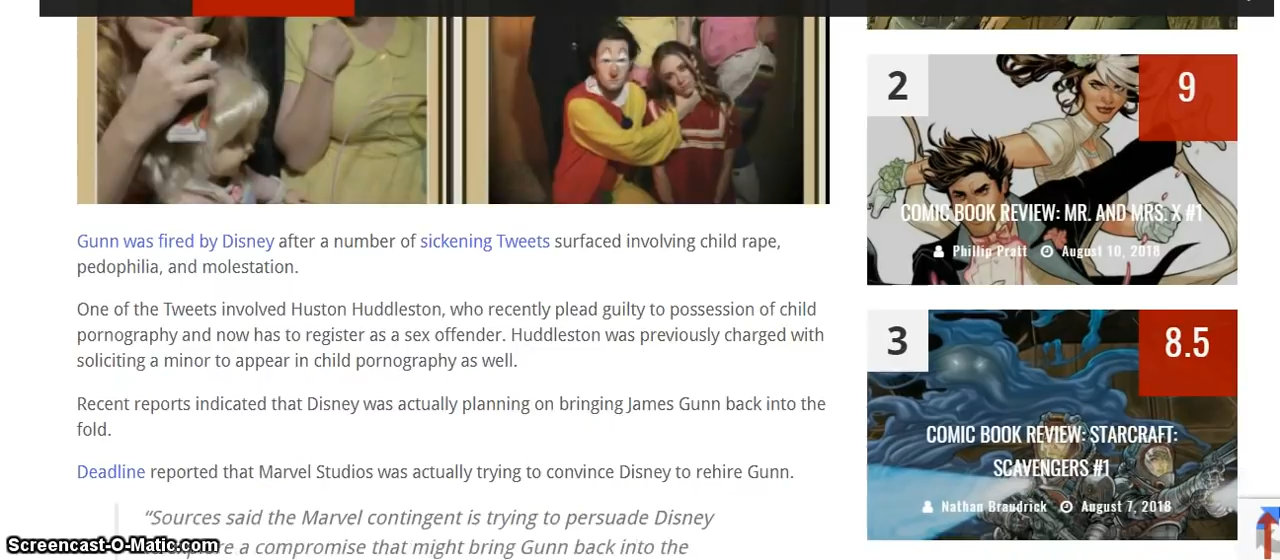 Gunn was fired by Disney after a number of sickening Tweets surfaced involving child rape,
pedophilia, and molestation.
One of the Tweets involved Huston Huddleston, who recently plead guilty to possession of child
pornography and now has to register as a sex offender. Huddleston was previously charged with
soliciting a minor to appear in child pornography as well.
Recent reports indicated that Disney was actually planning on bringing James Gunn back into the
fold.
Deadline reported that Marvel Studios was actually trying to convince Disney to rehire Gunn.
“Sources said the Marvel contingent is trying to persuade Disney
a compromise that might bring Gunn back into the
2
9
COMIC BOOK REVIEW: MR. AND MRS. X #1
Phillip Pratt August 10, 2018
3
8.5
COMIC BOOK REVIEW: STARCRAFT:
SCAVENGERS #1
Nathan Braudrick August 7, 2018
Screencast-O-Matic.com